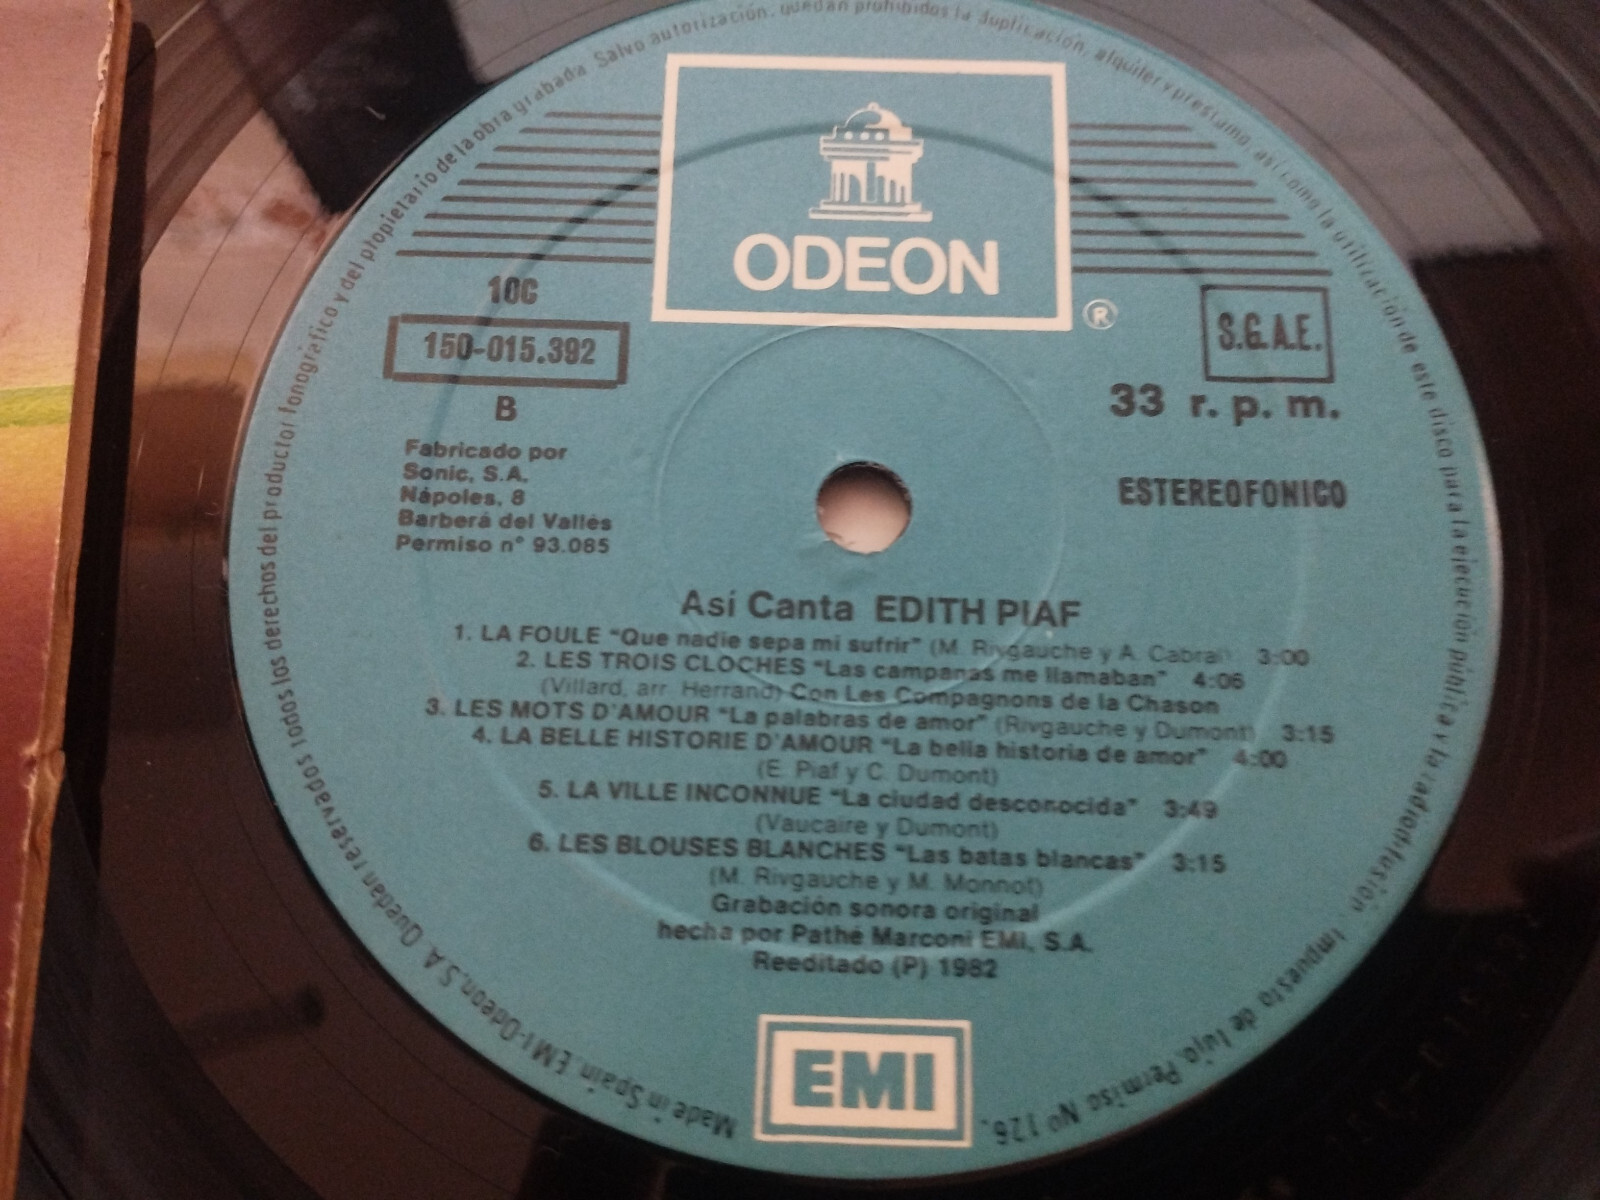 Made in Spain. EMI-Odeon, S.A. Quedan reservados todos los derechos del productor fonográfico y del propietario de la obra grabada. Salvo autorización, quedan prohibidos la duplicación, alquiler y préstamo, así como la utilización de este disco para la ejecución pública y la radiodifusión. Impuesto de lujo. Permiso Nº 126.
ODEON
®
10C
150-015.392
B
S.G.A.E.
33 r. p. m.
ESTEREOFONICO
Fabricado por
Sonic, S.A.
Nápoles, 8
Barberá del Vallés
Permiso n° 93.085
Así Canta EDITH PIAF
1. LA FOULE "Que nadie sepa mi sufrir" (M. Rivgauche y A. Cabral) 3:00
2. LES TROIS CLOCHES "Las campanas me llamaban" 4:06
(Villard, arr. Herrand) Con Les Compagnons de la Chason
3. LES MOTS D'AMOUR "La palabras de amor" (Rivgauche y Dumont) 3:15
4. LA BELLE HISTORIE D'AMOUR "La bella historia de amor" 4:00
(E. Piaf y C. Dumont)
5. LA VILLE INCONNUE "La ciudad desconocida" 3:49
(Vaucaire y Dumont)
6. LES BLOUSES BLANCHES "Las batas blancas" 3:15
(M. Rivgauche y M. Monnot)
Grabación sonora original
hecha por Pathé Marconi EMI, S.A.
Reeditado (P) 1982
EMI